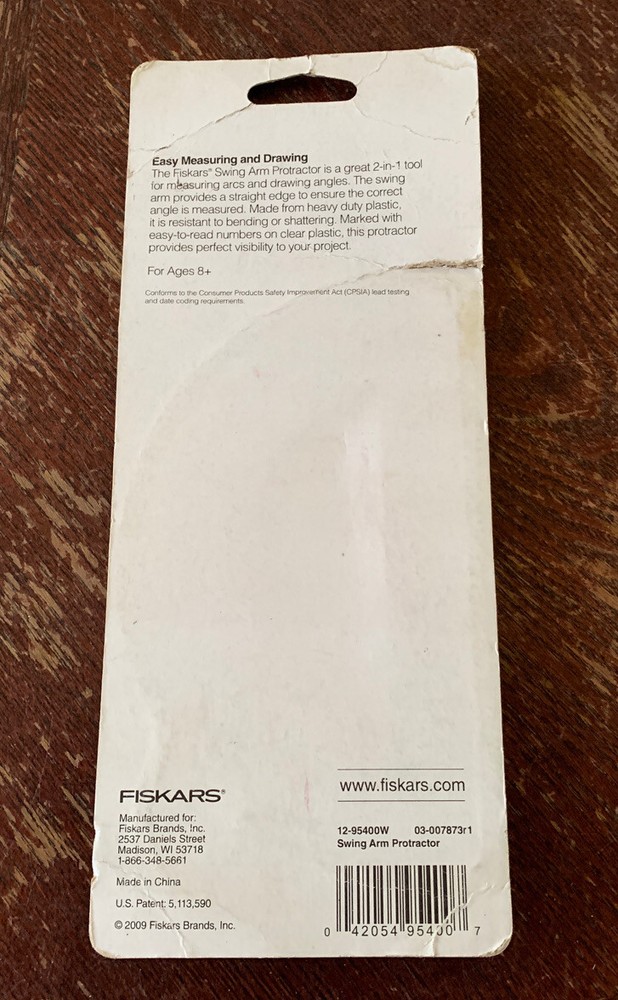 Easy Measuring and Drawing
The Fiskars® Swing Arm Protractor is a great 2-in-1 tool
for measuring arcs and drawing angles. The swing
arm provides a straight edge to ensure the correct
angle is measured. Made from heavy duty plastic,
it is resistant to bending or shattering. Marked with
easy-to-read numbers on clear plastic, this protractor
provides perfect visibility to your project.
For Ages 8+
Conforms to the Consumer Products Safety Improvement Act (CPSIA) lead testing
and date coding requirements.
FISKARS®
Manufactured for:
Fiskars Brands, Inc.
2537 Daniels Street
Madison, WI 53718
1-866-348-5661
Made in China
U.S. Patent: 5,113,590
© 2009 Fiskars Brands, Inc.
www.fiskars.com
12-95400W 03-007873r1
Swing Arm Protractor
0 42054 95400 7